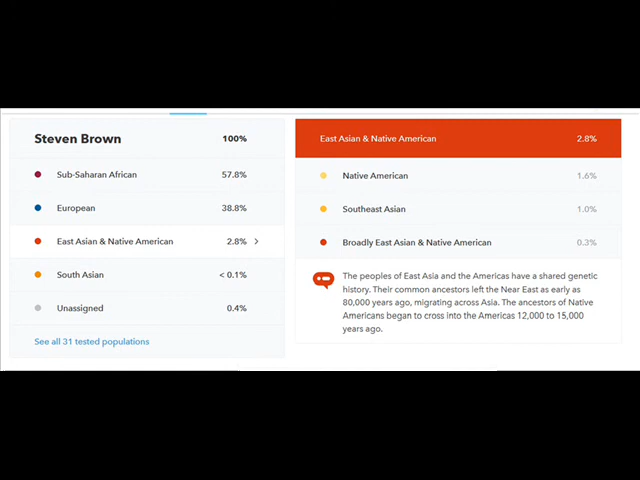 Steven Brown 100%
Sub-Saharan African 57.8%
European 38.8%
East Asian & Native American 2.8%
South Asian < 0.1%
Unassigned 0.4%
See all 31 tested populations
East Asian & Native American 2.8%
Native American 1.6%
Southeast Asian 1.0%
Broadly East Asian & Native American 0.3%
The peoples of East Asia and the Americas have a shared genetic
history. Their common ancestors left the Near East as early as
80,000 years ago, migrating across Asia. The ancestors of Native
Americans began to cross into the Americas 12,000 to 15,000
years ago.